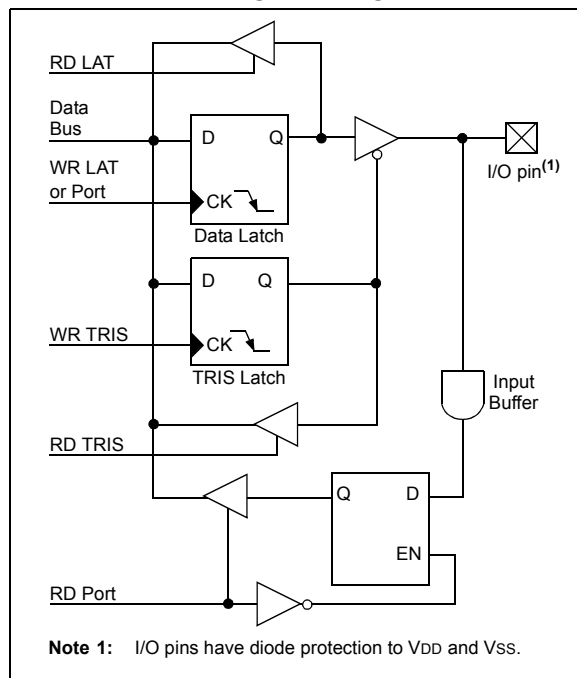 RD LAT
Data
Bus
D
Q
I/O pin(1)
WR LAT
or Port
CK
Data Latch
D
Q
WR TRIS
CK
TRIS Latch
Input
Buffer
RD TRIS
Q
D
EN
RD Port
Note 1: I/O pins have diode protection to VDD and VSS.